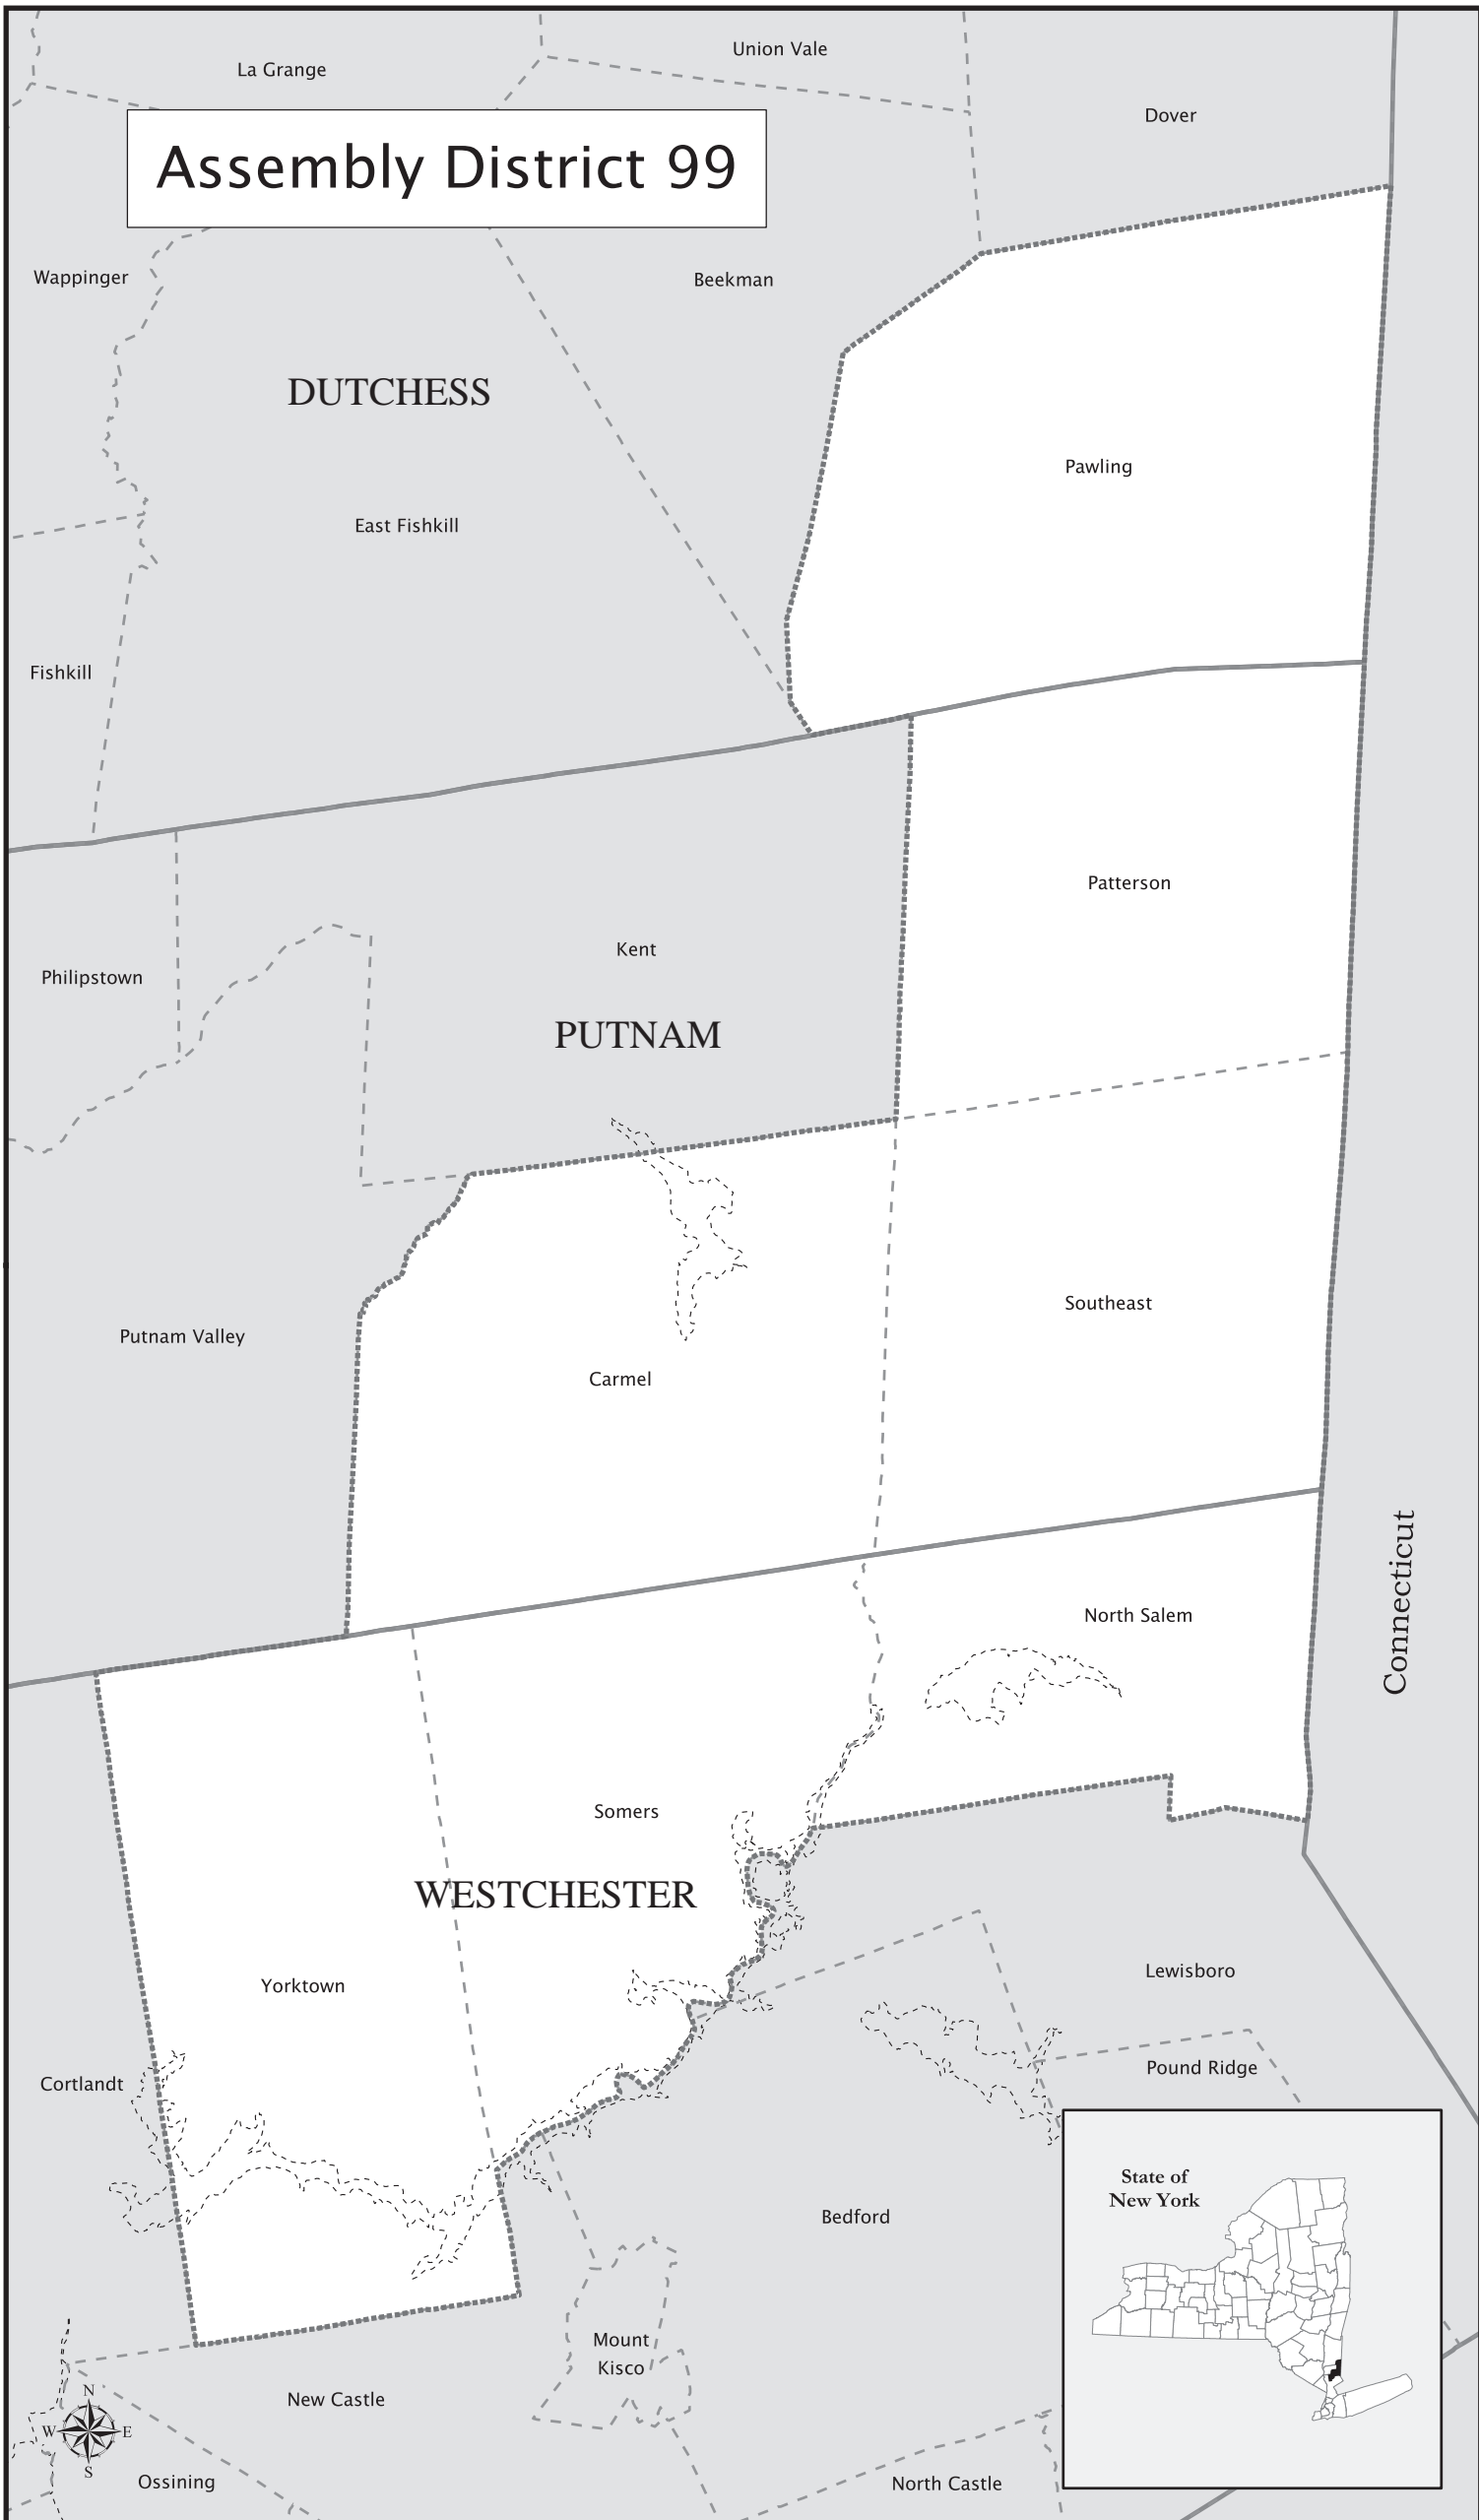 La Grange
Union Vale
Dover
Assembly District 99
Wappinger
Beekman
DUTCHESS
Pawling
East Fishkill
Fishkill
Patterson
Kent
Philipstown
PUTNAM
Southeast
Putnam Valley
Carmel
Connecticut
North Salem
Somers
WESTCHESTER
Yorktown
Lewisboro
Cortlandt
Pound Ridge
State of
New York
Bedford
Mount
Kisco
New Castle
N
W E
S
Ossining
North Castle